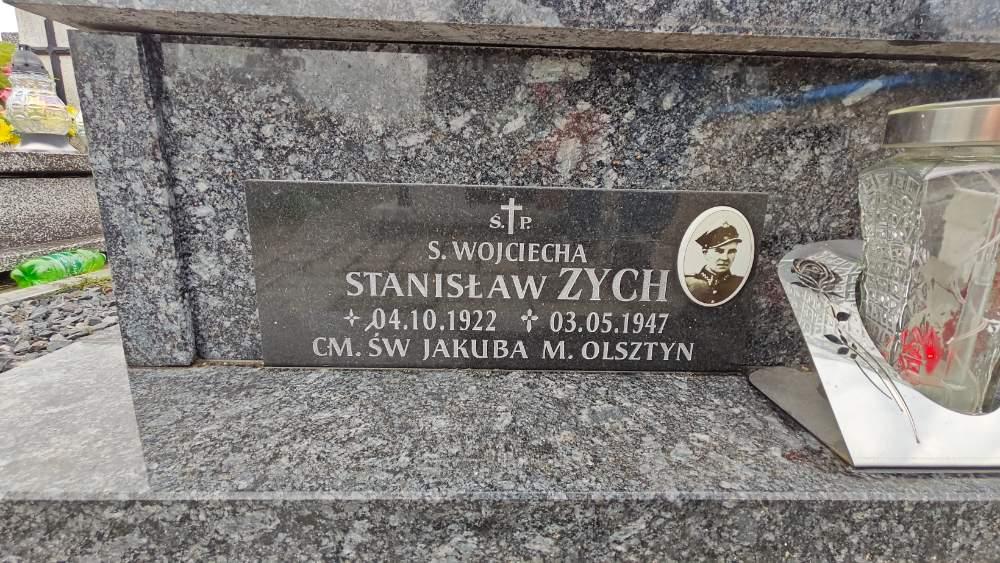 Ś. P.
S. WOJCIECHA
STANISŁAW ZYCH
04.10.1922 03.05.1947
CM. ŚW JAKUBA M. OLSZTYN